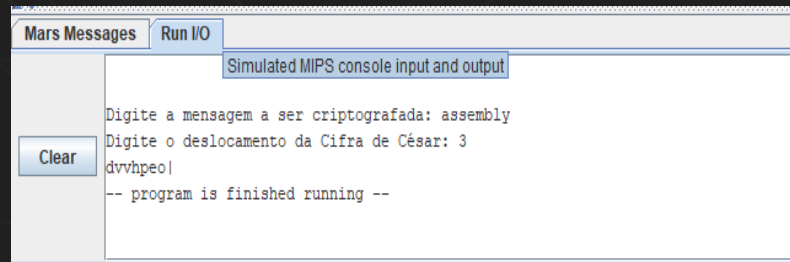 Mars Messages Run I/O
Simulated MIPS console input and output
Digite a mensagem a ser criptografada: assembly
Digite o deslocamento da Cifra de César: 3
Clear
dvvhpeo|
-- program is finished running --